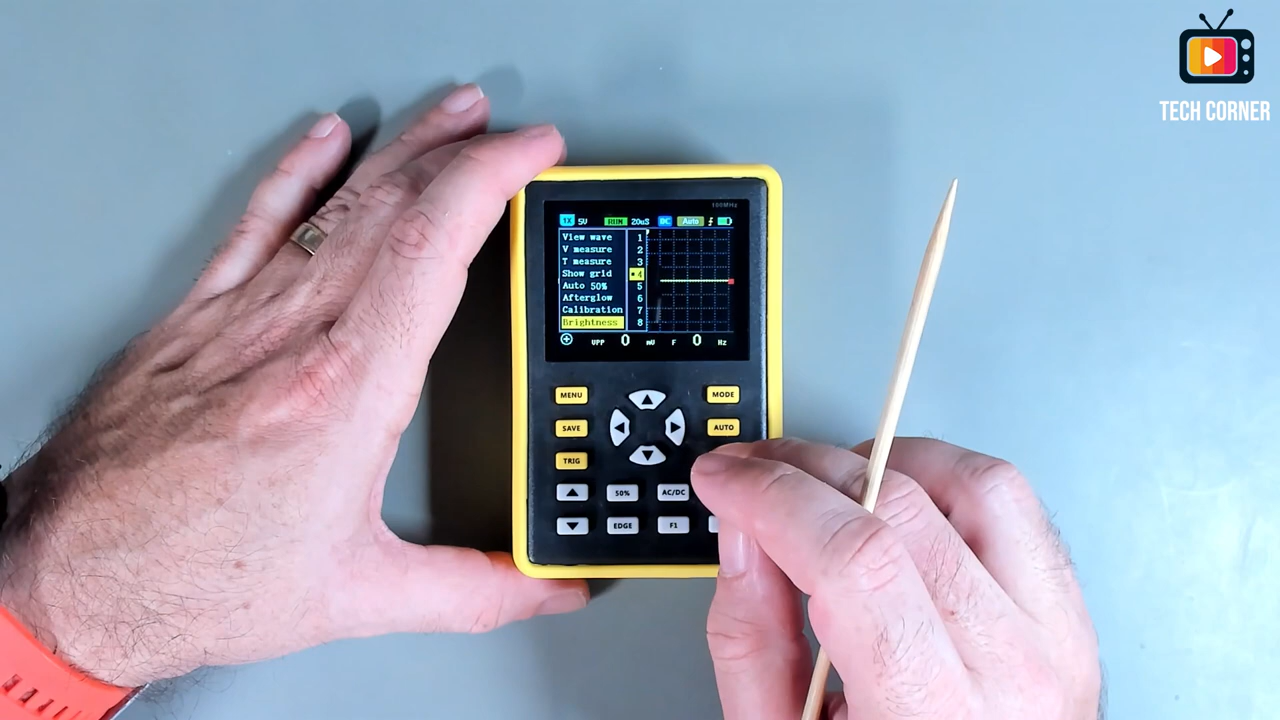 TECH CORNER
100MHz
1X 5V RUN 20uS DC Auto
View wave 1
V measure 2
T measure 3
Show grid 4
Auto 50% 5
Afterglow 6
Calibration 7
Brightness 8
VPP 0 mV F 0 Hz
MENU MODE
SAVE AUTO
TRIG
50% AC/DC
EDGE F1